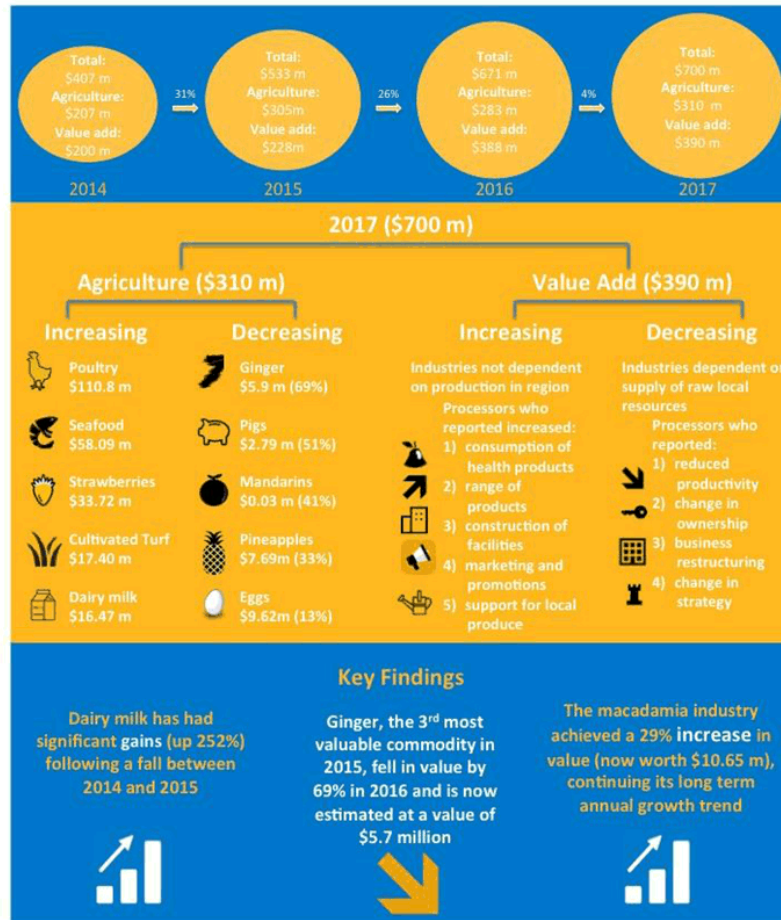 Total:
$407 m
Agriculture:
$207 m
Value add:
$200 m
2014
31%
Total:
$533 m
Agriculture:
$305m
Value add:
$228m
2015
26%
Total:
$671 m
Agriculture:
$283 m
Value add:
$388 m
2016
4%
Total:
$700 m
Agriculture:
$310 m
Value add:
$390 m
2017
2017 ($700 m)
Agriculture ($310 m)
Increasing
Poultry
$110.8 m
Seafood
$58.09 m
Strawberries
$33.72 m
Cultivated Turf
$17.40 m
Dairy milk
$16.47 m
Decreasing
Ginger
$5.9 m (69%)
Pigs
$2.79 m (51%)
Mandarins
$0.03 m (41%)
Pineapples
$7.69m (33%)
Eggs
$9.62m (13%)
Value Add ($390 m)
Increasing
Industries not dependent
on production in region
Processors who
reported increased:
1) consumption of
health products
2) range of
products
3) construction of
facilities
4) marketing and
promotions
5) support for local
produce
Decreasing
Industries dependent o
supply of raw local
resources
Processors who
reported:
1) reduced
productivity
2) change in
ownership
3) business
restructuring
4) change in
strategy
Key Findings
Dairy milk has had
significant gains (up 252%)
following a fall between
2014 and 2015
Ginger, the 3rd most
valuable commodity in
2015, fell in value by
69% in 2016 and is now
estimated at a value of
$5.7 million
The macadamia industry
achieved a 29% increase in
value (now worth $10.65 m),
continuing its long term
annual growth trend